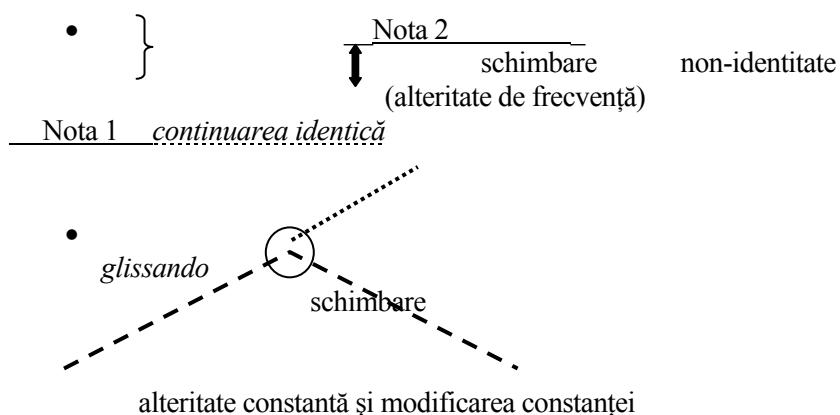 Nota 2
schimbare non-identitate
(alteritate de frecvență)
Nota 1 continuarea identică
glissando
schimbare
alteritate constantă și modificarea constanței